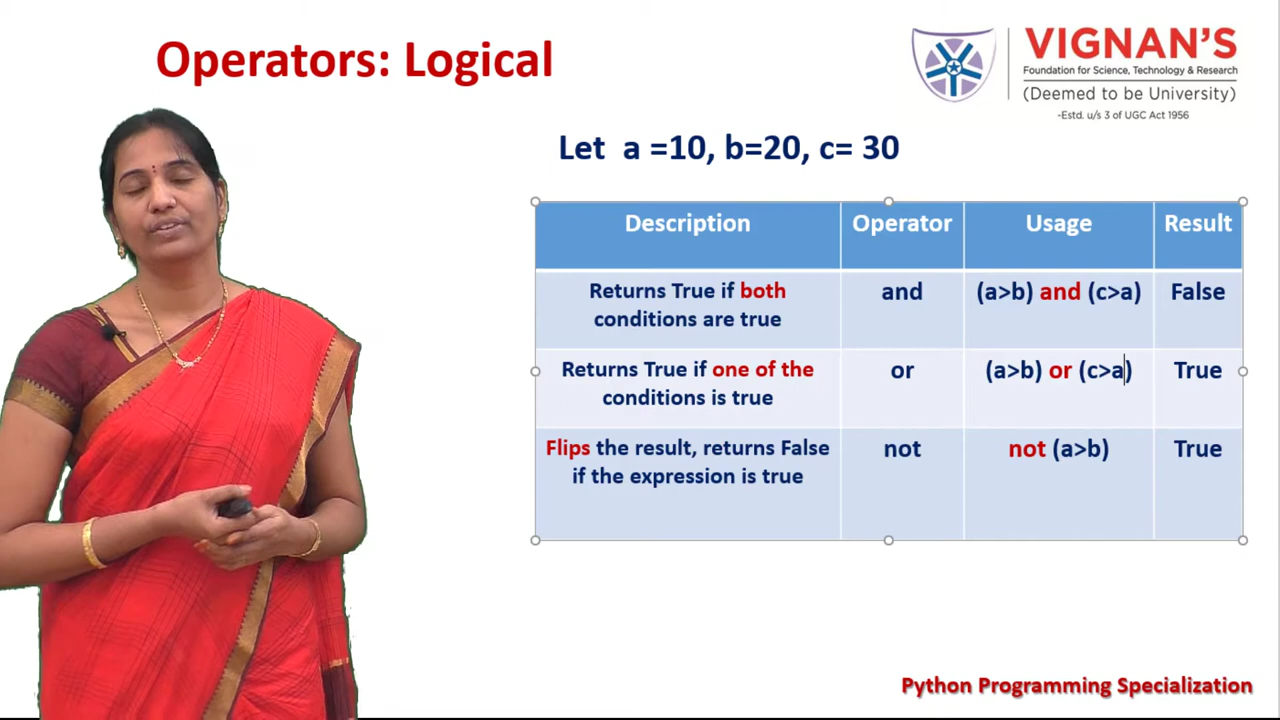 Operators: Logical
VIGNAN'S
Foundation for Science, Technology & Research
(Deemed to be University)
-Estd. u/s 3 of UGC Act 1956
Let a =10, b=20, c= 30
Description Operator Usage Result
Returns True if both conditions are true and (a>b) and (c>a) False
Returns True if one of the conditions is true or (a>b) or (c>a) True
Flips the result, returns False if the expression is true not not (a>b) True
Python Programming Specialization